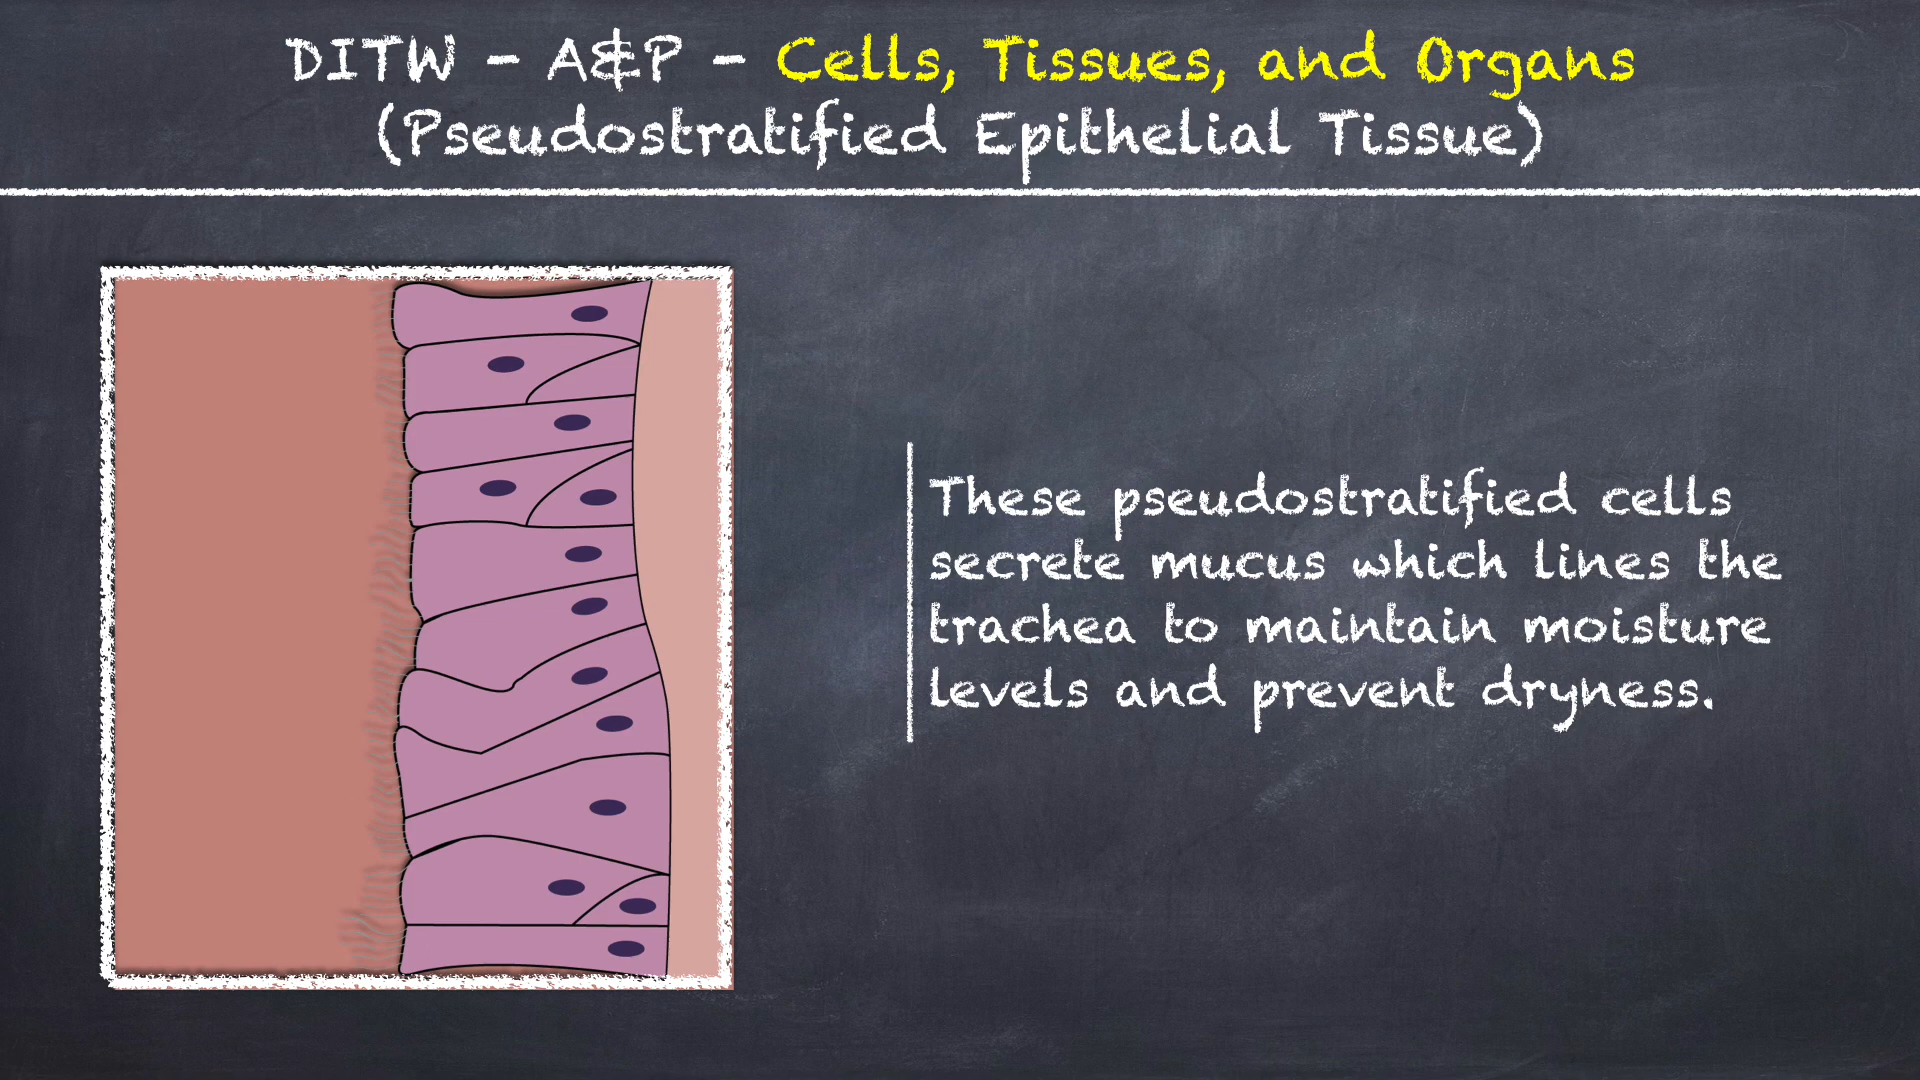 DITW - A&P - Cells, Tissues, and Organs
(Pseudostratified Epithelial Tissue)
These pseudostratified cells
secrete mucus which lines the
trachea to maintain moisture
levels and prevent dryness.